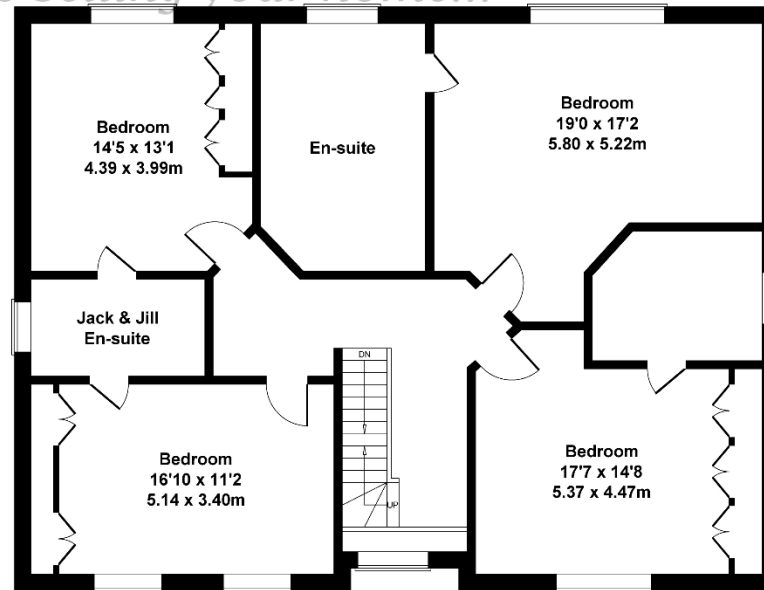 Bedroom
14'5 x 13'1
4.39 x 3.99m
En-suite
Bedroom
19'0 x 17'2
5.80 x 5.22m
Jack & Jill
En-suite
DN
Bedroom
16'10 x 11'2
5.14 x 3.40m
UP
Bedroom
17'7 x 14'8
5.37 x 4.47m